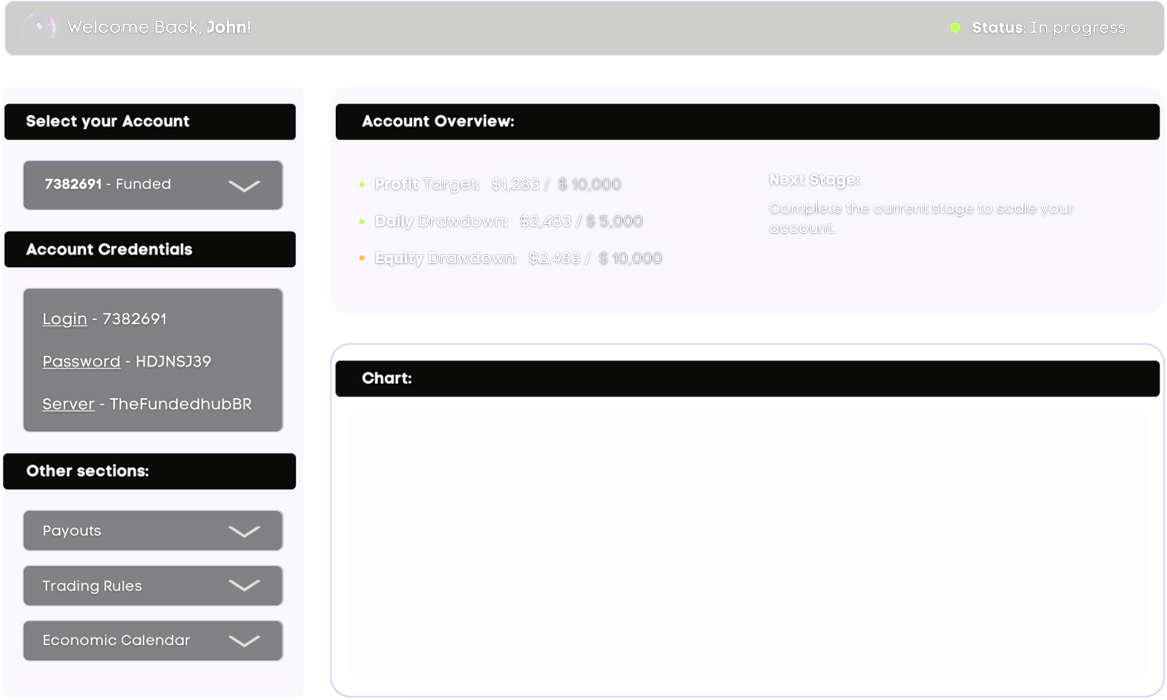 Welcome Back, John!
Status: In progress
Select your Account
7382691 - Funded
Account Credentials
Login - 7382691
Password - HDJNSJ39
Server - TheFundedhubBR
Other sections:
Payouts
Trading Rules
Economic Calendar
Account Overview:
Profit Target: $1,283 / $ 10,000
Daily Drawdown: $2,483 / $ 5,000
Equity Drawdown: $2,483 / $ 10,000
Next Stage:
Complete the current stage to scale your
account.
Chart: